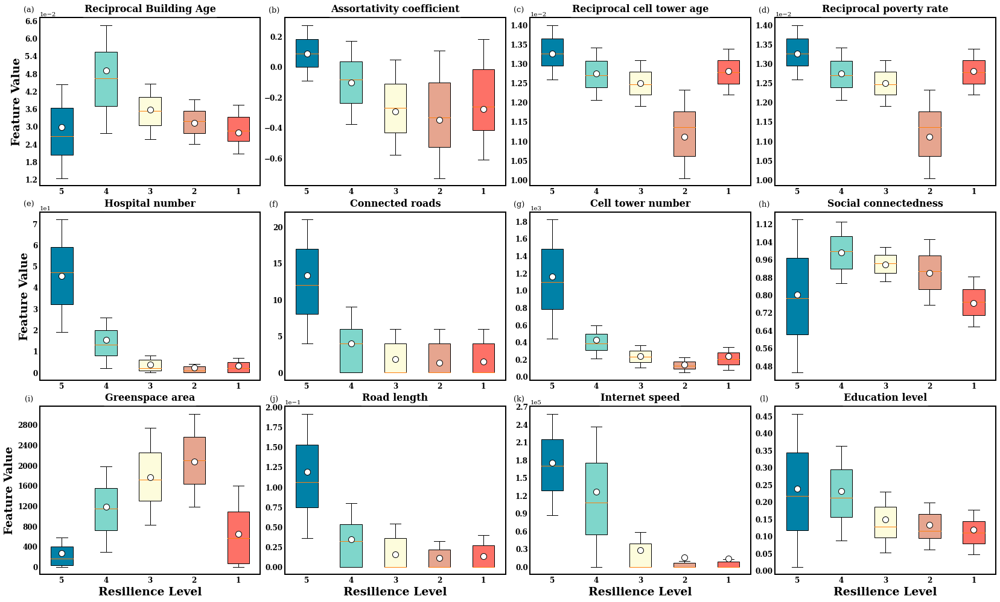 (a) Reciprocal Building Age
1e−2
6.6
6.0
5.4
4.8
4.2
3.6
3.0
2.4
1.8
1.2
Feature Value
5 4 3 2 1
(b) Assortativity coefficient
0.2
0.0
−0.2
−0.4
−0.6
5 4 3 2 1
(c) Reciprocal cell tower age
1e−2
1.40
1.35
1.30
1.25
1.20
1.15
1.10
1.05
1.00
5 4 3 2 1
(d) Reciprocal poverty rate
1e−2
1.40
1.35
1.30
1.25
1.20
1.15
1.10
1.05
1.00
5 4 3 2 1
(e) Hospital number
1e1
7
6
5
4
3
2
1
0
Feature Value
5 4 3 2 1
(f) Connected roads
20
15
10
5
0
5 4 3 2 1
(g) Cell tower number
1e3
1.8
1.6
1.4
1.2
1.0
0.8
0.6
0.4
0.2
0.0
5 4 3 2 1
(h) Social connectedness
1.12
1.04
0.96
0.88
0.80
0.72
0.64
0.56
0.48
5 4 3 2 1
(i) Greenspace area
2800
2400
2000
1600
1200
800
400
0
Feature Value
5 4 3 2 1
Resilience Level
(j) Road length
1e−1
2.00
1.75
1.50
1.25
1.00
0.75
0.50
0.25
0.00
5 4 3 2 1
Resilience Level
(k) Internet speed
1e5
2.7
2.4
2.1
1.8
1.5
1.2
0.9
0.6
0.3
0.0
5 4 3 2 1
Resilience Level
(l) Education level
0.45
0.40
0.35
0.30
0.25
0.20
0.15
0.10
0.05
0.00
5 4 3 2 1
Resilience Level